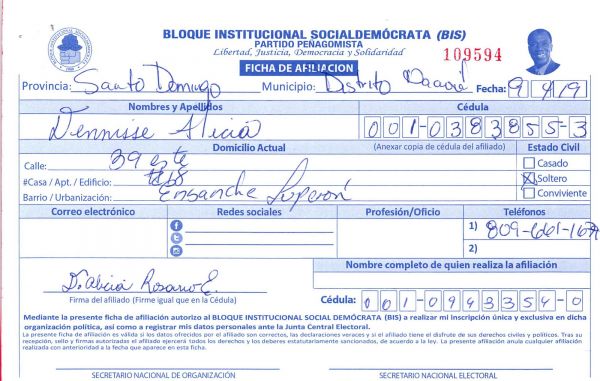 BLOQUE INSTITUCIONAL SOCIALDEMÓCRATA (BIS)
PARTIDO PEÑAGOMISTA
Libertad, Justicia, Democracia y Solidaridad
109594
FICHA DE AFILIACION
Provincia: Santo Domingo Municipio: Distrito Fecha: 9/9/19
Nombres y Apellidos Cédula
Dennisse Alicia 001-0383855-3
Domicilio Actual (Anexar copia de cédula del afiliado) Estado Civil
Calle: 39 este Casado
#Casa / Apt. / Edificio: Soltero
Barrio / Urbanización: Ensanche Luperón Conviviente
Correo electrónico Redes sociales Profesión/Oficio Teléfonos
1) 809-661-16
2)
Nombre completo de quien realiza la afiliación
D. Alicia Rosario E.
Firma del afiliado (Firme igual que en la Cédula) Cédula: 001-0943354-0
Mediante la presente ficha de afiliación autorizo al BLOQUE INSTITUCIONAL SOCIAL DEMÓCRATA (BIS) a realizar mi inscripción única y exclusiva en dicha
organización política, así como a registrar mis datos personales ante la Junta Central Electoral.
La presente ficha de afiliación es válida si los datos ofrecidos por el afiliado son correctos, las declaraciones veraces y si el afiliado tiene el disfrute de sus derechos civiles y políticos. Tras su
recepción, sello y firmas autorizadas el afiliado ejercerá todos los derechos y los deberes estatutariamente sancionados, de acuerdo a la ley. La presente afiliación anula cualquier afiliación
realizada con anterioridad a la fecha que aparece en esta ficha.
SECRETARIO NACIONAL DE ORGANIZACIÓN SECRETARIO NACIONAL ELECTORAL